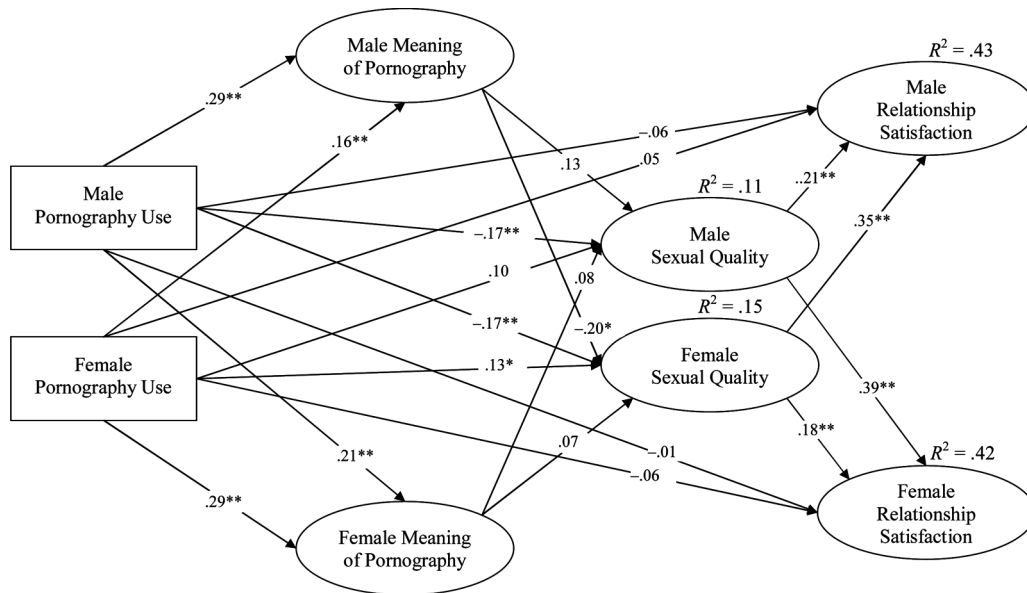 Male Meaning
of Pornography
R² = .43
Male
Relationship
Satisfaction
.29**
.16**
–.06
.05
.13
R² = .11
..21**
Male
Pornography Use
–.17**
Male
Sexual Quality
.35**
.10
.08
R² = .15
–.17**
–.20*
Female
Pornography Use
.13*
Female
Sexual Quality
.39**
.07
.18**
.21**
–.01
–.06
R² = .42
.29**
Female
Relationship
Satisfaction
Female Meaning
of Pornography